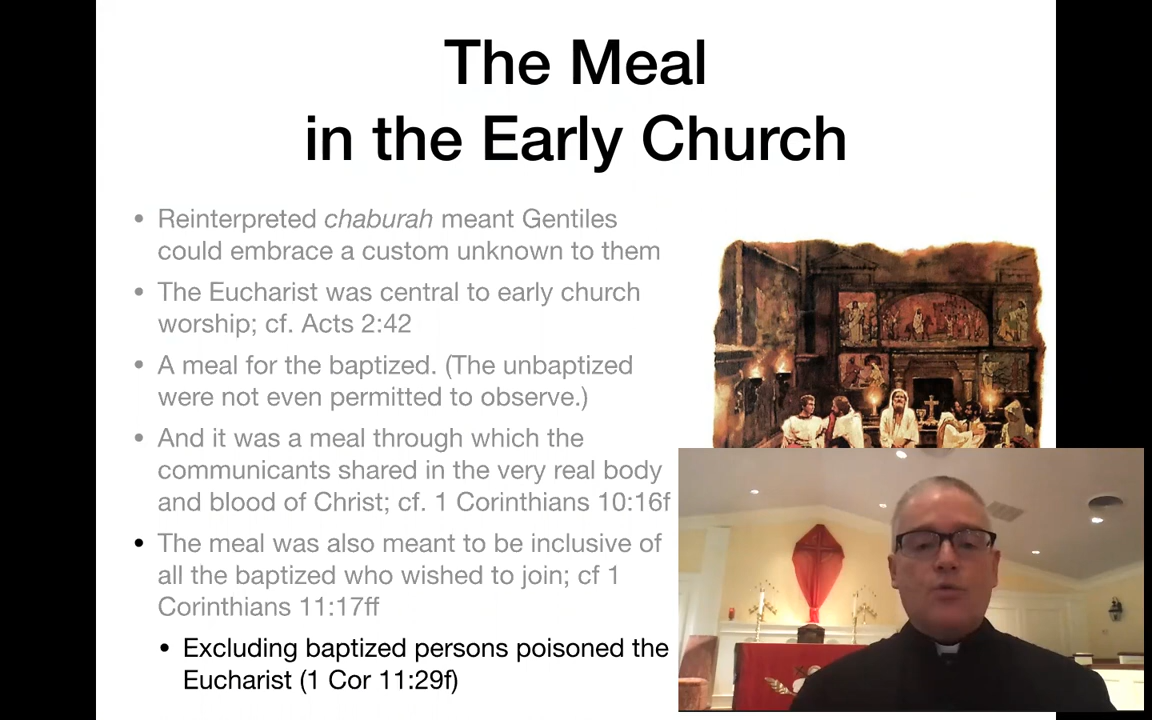 The Meal
in the Early Church
• Reinterpreted chaburah meant Gentiles
could embrace a custom unknown to them
• The Eucharist was central to early church
worship; cf. Acts 2:42
• A meal for the baptized. (The unbaptized
were not even permitted to observe.)
• And it was a meal through which the
communicants shared in the very real body
and blood of Christ; cf. 1 Corinthians 10:16f
• The meal was also meant to be inclusive of
all the baptized who wished to join; cf 1
Corinthians 11:17ff
• Excluding baptized persons poisoned the
Eucharist (1 Cor 11:29f)